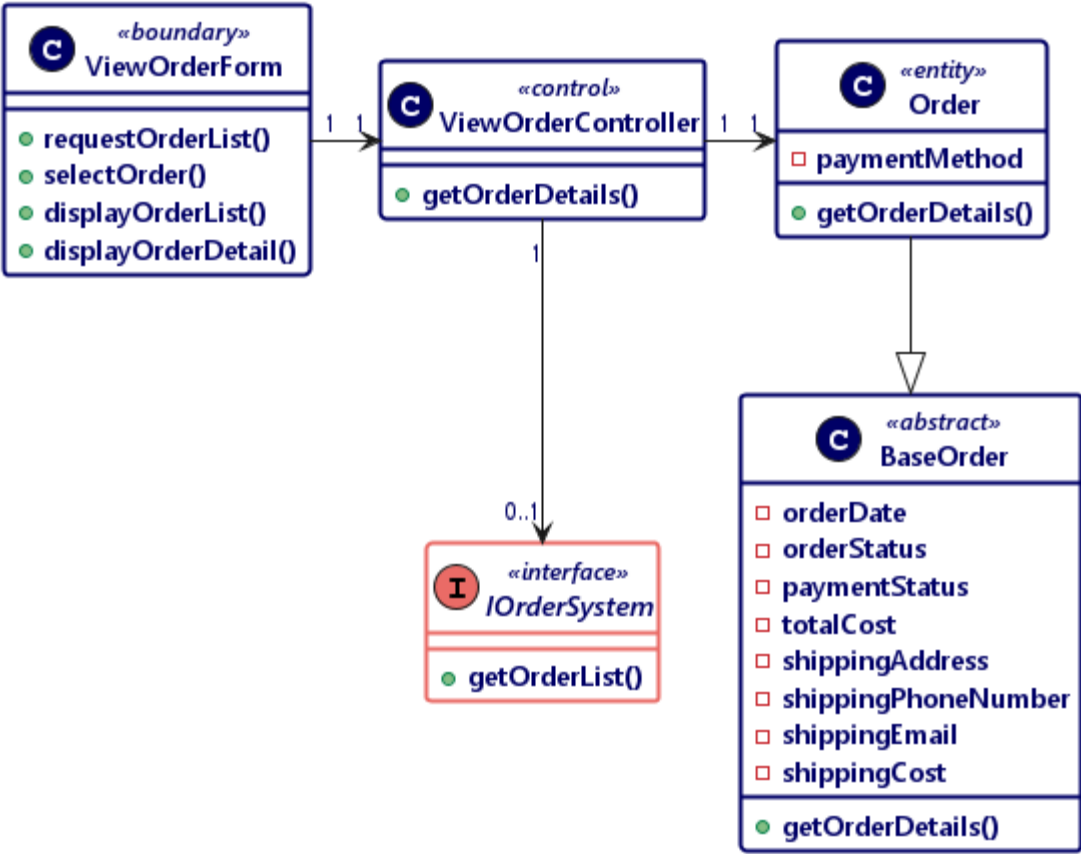 C
«boundary»
ViewOrderForm
requestOrderList()
selectOrder()
displayOrderList()
displayOrderDetail()
1 1
C
«control»
ViewOrderController
getOrderDetails()
1 1
C
«entity»
Order
paymentMethod
getOrderDetails()
1
0..1
I
«interface»
IOrderSystem
getOrderList()
C
«abstract»
BaseOrder
orderDate
orderStatus
paymentStatus
totalCost
shippingAddress
shippingPhoneNumber
shippingEmail
shippingCost
getOrderDetails()